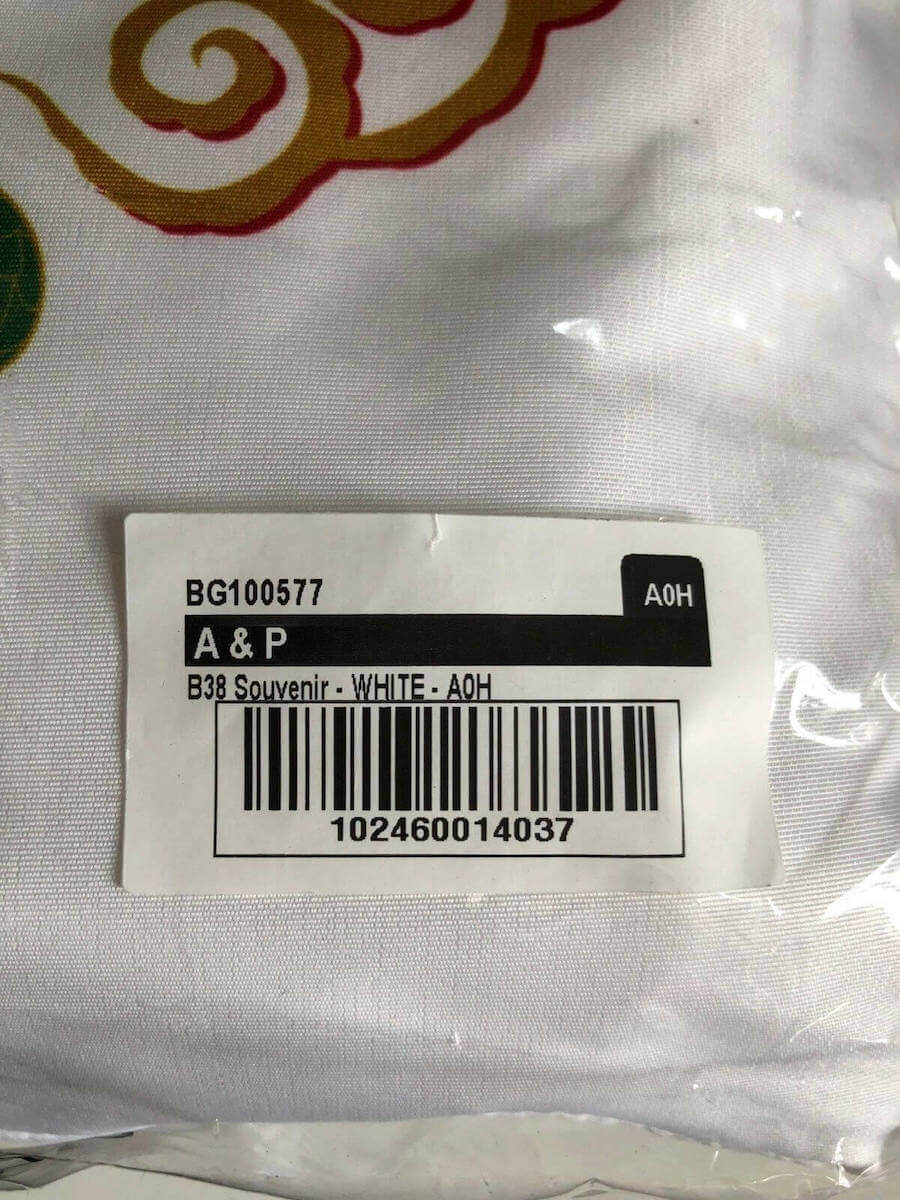 BG100577
A0H
A & P
B38 Souvenir - WHITE - A0H
102460014037